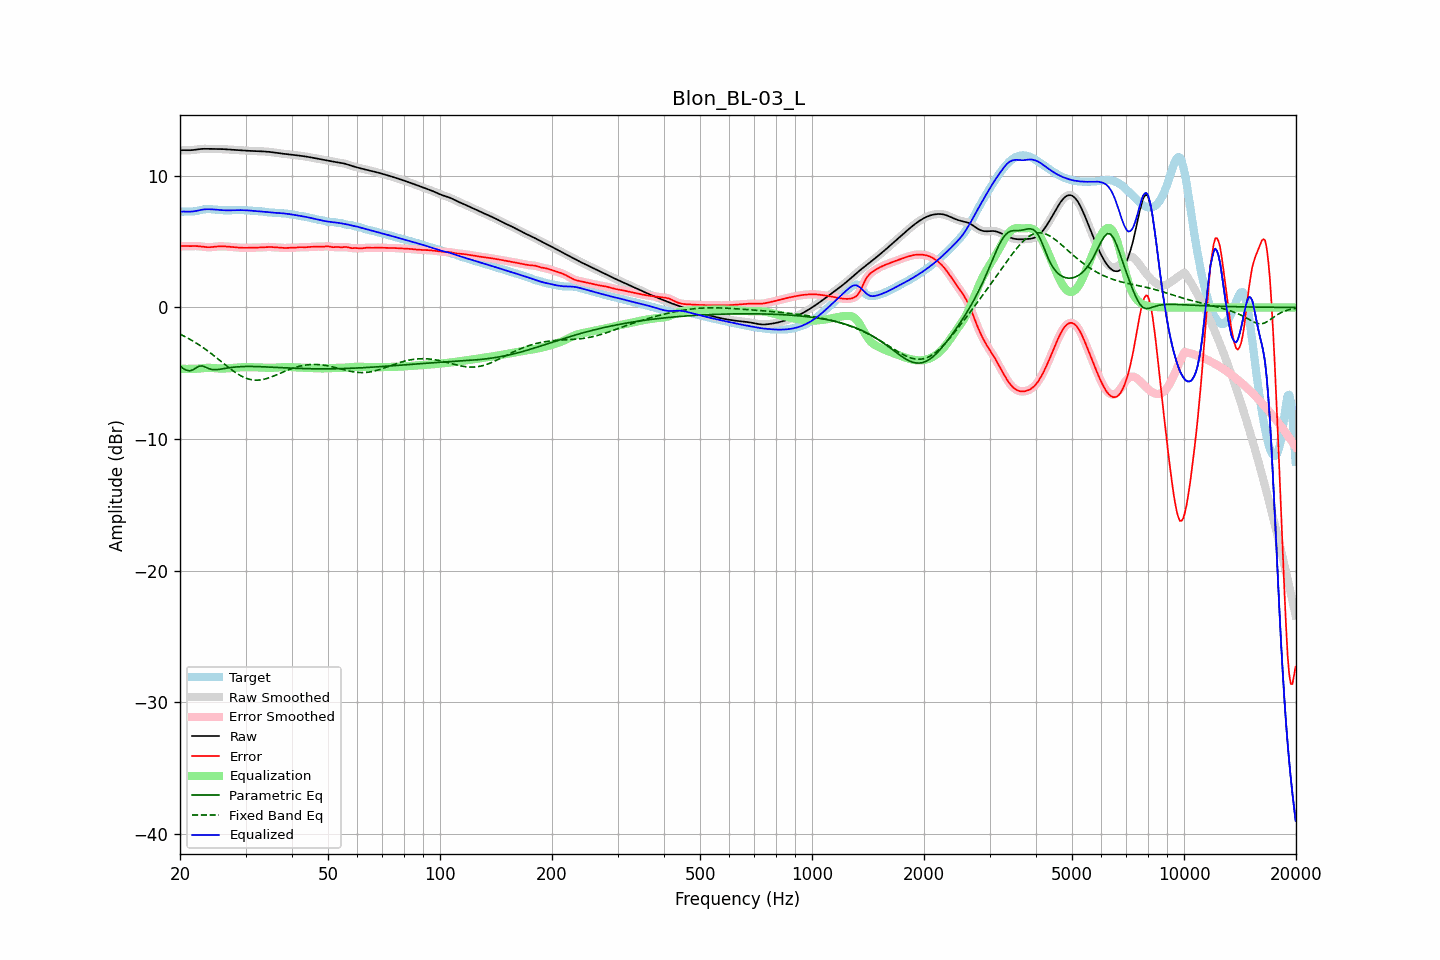 Blon_BL-03_L
Amplitude (dBr)
10
0
−10
−20
−30
−40
Target
Raw Smoothed
Error Smoothed
Raw
Error
Equalization
Parametric Eq
Fixed Band Eq
Equalized
20 50 100 200 500 1000 2000 5000 10000 20000
Frequency (Hz)